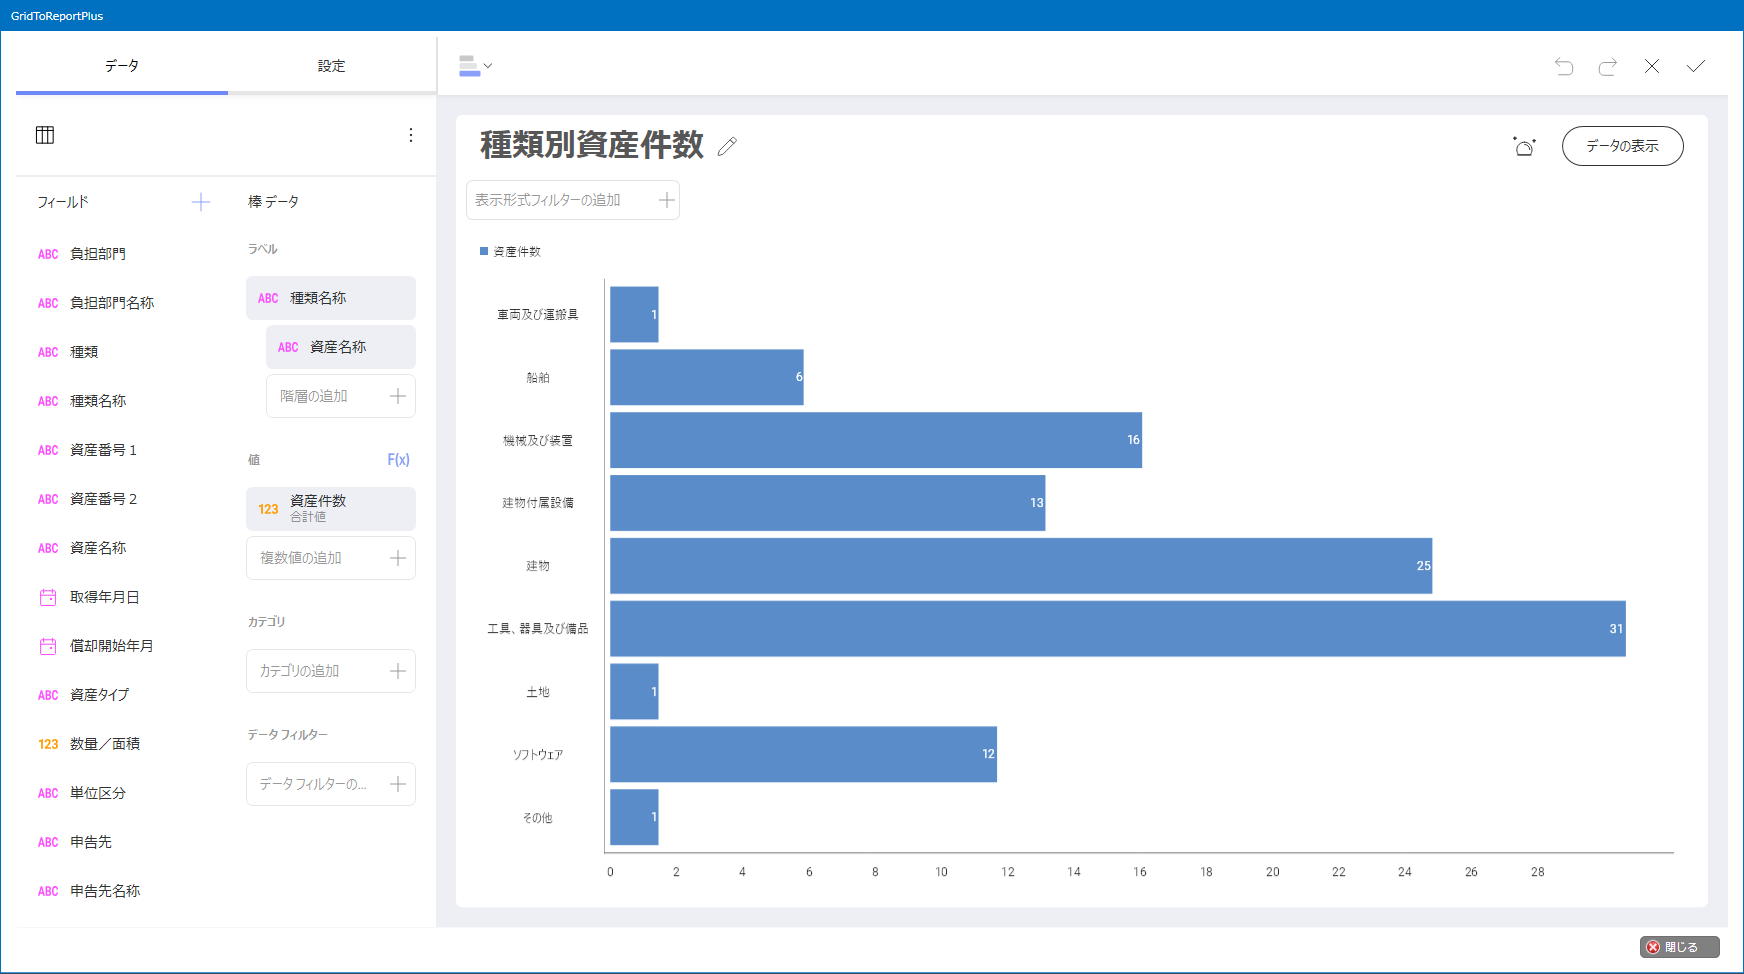 GridToReportPlus
データ
設定
フィールド
ABC 負担部門
ABC 負担部門名称
ABC 種類
ABC 種類名称
ABC 資産番号1
ABC 資産番号2
ABC 資産名称
取得年月日
償却開始年月
ABC 資産タイプ
123 数量／面積
ABC 単位区分
ABC 申告先
ABC 申告先名称
棒 データ
ラベル
ABC 種類名称
ABC 資産名称
階層の追加
値 F(x)
123 資産件数
合計値
複数値の追加
カテゴリ
カテゴリの追加
データ フィルター
データ フィルターの...
種類別資産件数
データの表示
表示形式フィルターの追加
資産件数
車両及び運搬具 1
船舶 6
機械及び装置 16
建物付属設備 13
建物 25
工具、器具及び備品 31
土地 1
ソフトウェア 12
その他 1
0 2 4 6 8 10 12 14 16 18 20 22 24 26 28
閉じる